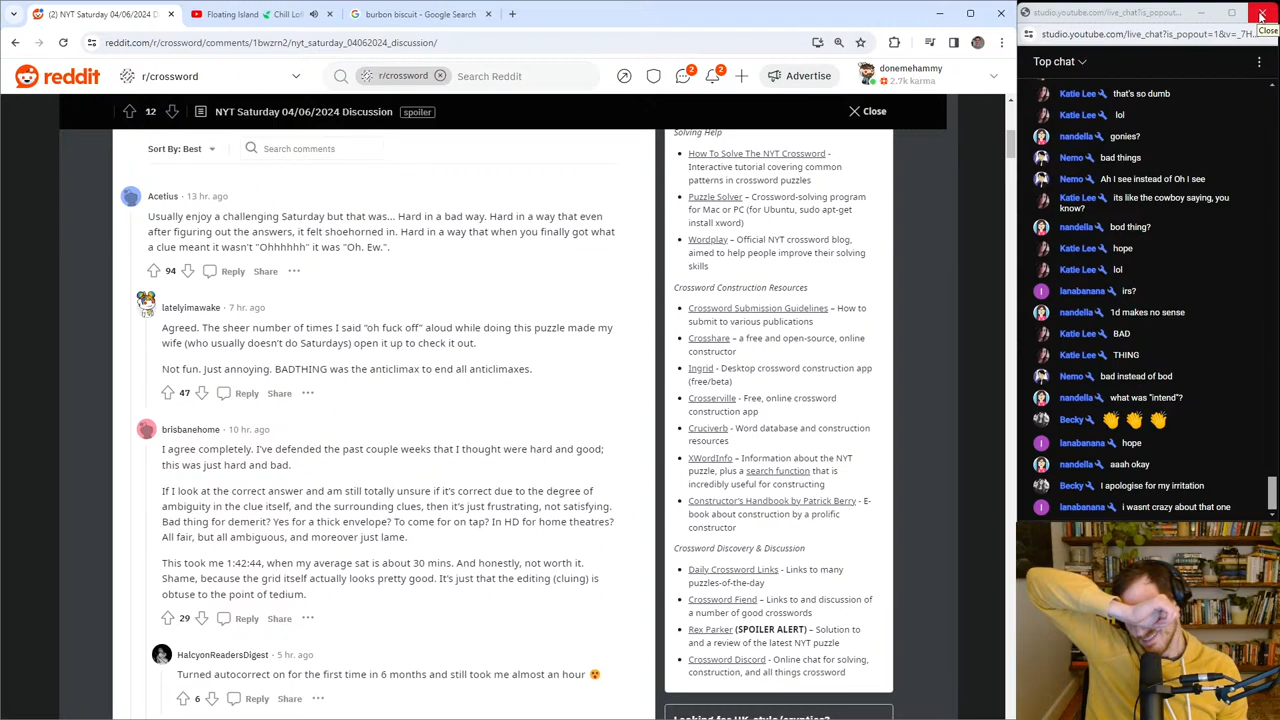 (2) NYT Saturday 04/06/2024 D
Floating Island Chill Lof
burbon biscuit - Goo
reddit.com/r/crossword/comments/1bwzrn2/nyt_saturday_04062024_discussion/
reddit
r/crossword
r/crossword
Search Reddit
2
2
Advertise
donemehammy
2.7k karma
12
NYT Saturday 04/06/2024 Discussion
spoiler
Close
Sort By: Best
Search comments
Acetius · 13 hr. ago
Usually enjoy a challenging Saturday but that was... Hard in a bad way. Hard in a way that even
after figuring out the answers, it felt
Hard in a way that when you finally got what
a clue meant it wasn't "Ohhhhhh" it was "Oh. Ew.".
94
Reply
Share
latelyimawake · 7 hr. ago
Agreed. The sheer number of times I said "oh fuck off" aloud while doing this puzzle made my
wife (who usually doesn't do Saturdays) then have to check it out.
Not fun. Just annoying. BADTHING was the anticlimax to end all anticlimaxes.
47
Reply
Share
brisbanehome · 10 hr. ago
I agree completely. I've defended the last couple weeks that I thought were hard and good;
this was just hard and bad.
If I look at the correct answer and am still totally unsure if it's correct due to the degree of
ambiguity in the clue itself, and the surrounding clues, then it's just frustrating, not satisfying.
Bad thing for demerit? Yes for a three letter hope? To come for on tap? In HD for home theatres?
All fair, but all ambiguous, and none are just a fine.
This took me 1:42:44, when my average sat is about 30 mins. And honestly, not worth it.
Shame, because the grid itself actually looks pretty good. It's just the editing (cluing) is
obtuse to the point of tedium.
29
Reply
Share
HalcyonReadersDigest · 5 hr. ago
Turned autocorrect on for the first time in 6 months and still took me almost an hour
6
Reply
Share
Solving Help
How To Solve The NYT Crossword -
Interactive tutorial covering common
patterns in crossword puzzles
Puzzle Solver – Crossword-solving program
for Mac or PC (for Ubuntu, sudo apt-get
install xword)
Wordplay – Official NYT crossword blog,
aimed to help people improve their solving
skills
Crossword Construction Resources
Crossword Submission Guidelines – How to
submit to various publications
Crosshare – a free and open-source, online
constructor
Ingrid - Desktop crossword construction app
(free/beta)
Crosserville - Free, online crossword
construction app
Cruciverb – Word database and construction
resources
XWordInfo – Information about the NYT
puzzle, plus a search function that is
incredibly useful for constructing
Constructor's Handbook by Patrick Berry - E-
book about construction by a prolific
constructor
Crossword Discovery & Discussion
Daily Crossword Links - Links to many
puzzles-of-the-day
Crossword Fiend – Links to and discussion of
a number of good crosswords
Rex Parker (SPOILER ALERT) – Solution to
and a review of the latest NYT puzzle
Crossword Discord - Online chat for solving,
construction, and all things crossword
studio.youtube.com/live_chat?is_popout...
Close
studio.youtube.com/live_chat?is_popout=1&v=_7H...
Top chat
Katie Lee that's so dumb
Katie Lee lol
nandella gonies?
Nemo bad things
Nemo Ah I see instead of Oh I see
Katie Lee its like the cowboy saying, you
know?
nandella bod thing?
Katie Lee hope
Katie Lee lol
lanabanana irs?
nandella 1d makes no sense
Katie Lee BAD
Katie Lee THING
Nemo bad instead of bod
nandella what was "intend"?
Becky 👏 👏 👏
lanabanana hope
nandella aaah okay
Becky I apologise for my irritation
lanabanana i wasnt crazy about that one